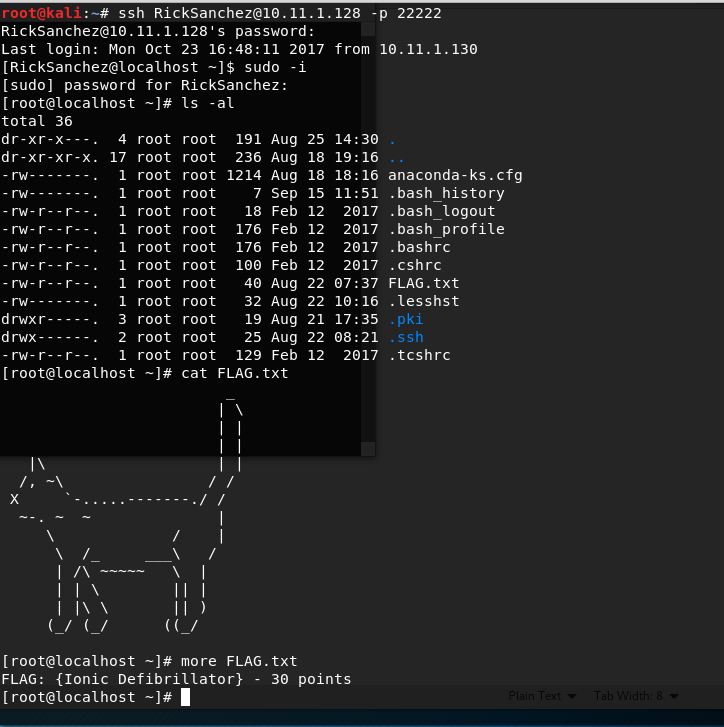 root@kali:~# ssh RickSanchez@10.11.1.128 -p 22222
RickSanchez@10.11.1.128's password:
Last login: Mon Oct 23 16:48:11 2017 from 10.11.1.130
[RickSanchez@localhost ~]$ sudo -i
[sudo] password for RickSanchez:
[root@localhost ~]# ls -al
total 36
dr-xr-x---.  4 root root  191 Aug 25 14:30 .
dr-xr-xr-x. 17 root root  236 Aug 18 19:16 ..
-rw-------.  1 root root 1214 Aug 18 18:16 anaconda-ks.cfg
-rw-------.  1 root root    7 Sep 15 11:51 .bash_history
-rw-r--r--.  1 root root   18 Feb 12  2017 .bash_logout
-rw-r--r--.  1 root root  176 Feb 12  2017 .bash_profile
-rw-r--r--.  1 root root  176 Feb 12  2017 .bashrc
-rw-r--r--.  1 root root  100 Feb 12  2017 .cshrc
-rw-r--r--.  1 root root   40 Aug 22 07:37 FLAG.txt
-rw-------.  1 root root   32 Aug 22 10:16 .lesshst
drwxr-----.  3 root root   19 Aug 21 17:35 .pki
drwx------.  2 root root   25 Aug 22 08:21 .ssh
-rw-r--r--.  1 root root  129 Feb 12  2017 .tcshrc
[root@localhost ~]# cat FLAG.txt
                         _
                        | \
                        | |
                        | |
   |\                   | |
  /, ~\                / /
 X     `-.....-------./ /
  ~-. ~  ~              |
     \             /    |
      \  /_     ___\   /
      | /\ ~~~~~   \  |
      | | \        || |
      | |\ \       || )
     (_/ (_/      ((_/

[root@localhost ~]# more FLAG.txt
FLAG: {Ionic Defibrillator} - 30 points
[root@localhost ~]#
Plain Text Tab Width: 8